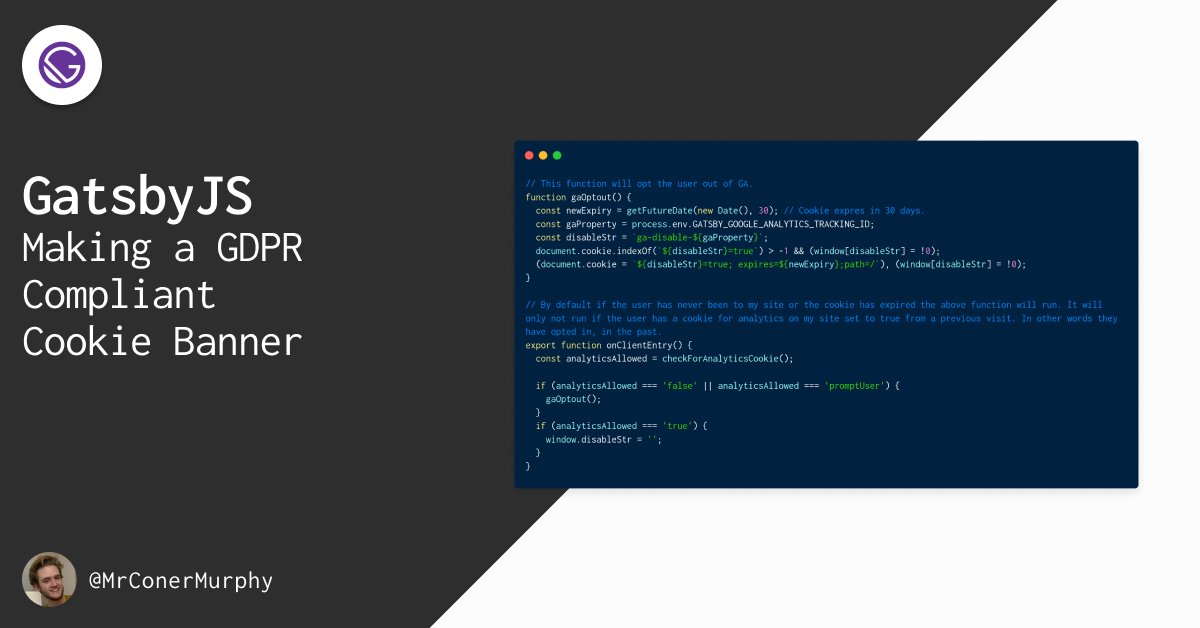 GatsbyJS
Making a GDPR
Compliant
Cookie Banner
// This function will opt the user out of GA.
function gaOptout() {
  const newExpiry = getFutureDate(new Date(), 30); // Cookie expres in 30 days.
  const gaProperty = process.env.GATSBY_GOOGLE_ANALYTICS_TRACKING_ID;
  const disableStr = `ga-disable-${gaProperty}`;
  document.cookie.indexOf(`${disableStr}=true`) > -1 && (window[disableStr] = !0);
  (document.cookie = `${disableStr}=true; expires=${newExpiry};path=/`), (window[disableStr] = !0);
}
// By default if the user has never been to my site or the cookie has expired the above function will run. It will
only not run if the user has a cookie for analytics on my site set to true from a previous visit. In other words they
have opted in, in the past.
export function onClientEntry() {
  const analyticsAllowed = checkForAnalyticsCookie();
  if (analyticsAllowed === 'false' || analyticsAllowed === 'promptUser') {
    gaOptout();
  }
  if (analyticsAllowed === 'true') {
    window.disableStr = '';
  }
}
@MrConerMurphy